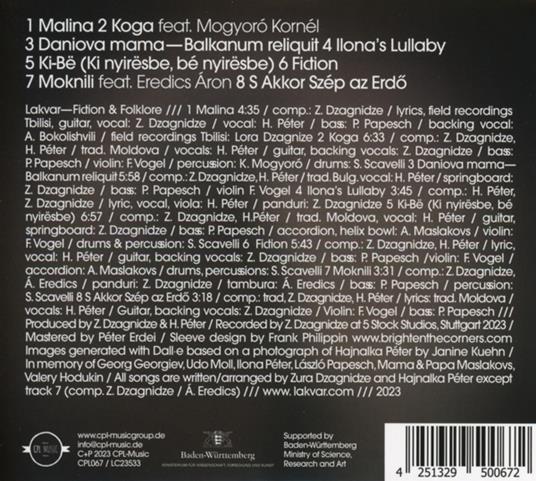 1 Malina 2 Koga feat. Mogyoró Kornél
3 Daniova mama—Balkanum reliquit 4 Ilona's Lullaby
5 Ki-Bë (Ki nyirësbe, bé nyirësbe) 6 Fidion
7 Moknili feat. Eredics Áron 8 S Akkor Szép az Erdő
Lakvar—Fidion & Folklore /// 1 Malina 4:35 / comp.: Z. Dzagnidze / lyrics, field recordings
Tbilisi, guitar, vocal: Z. Dzagnidze / vocal: H. Péter / bass: P. Papesch / backing vocal:
A. Bokolishvili / field recordings Tbilisi: Lora Dzagnize 2 Koga 6:33 / comp.: Z. Dzagnidze,
H. Péter / trad. Moldova / vocals: H. Péter / guitar, backing vocals: Z. Dzagnidze / bass:
P. Papesch / violin: F. Vogel / percussion: K. Mogyoró / drums: S. Scavelli 3 Daniova mama—
Balkanum reliquit 5:58 / comp.: Z. Dzagnidze, H. Péter / trad. Bulg. vocal: H. Péter / springboard:
Z. Dzagnidze / bass: P. Papesch / violin F. Vogel 4 Ilona's Lullaby 3:45 / comp.: H. Péter,
Z. Dzagnidze / lyric, vocal, viola: H. Péter / panduri: Z. Dzagnidze 5 Ki-Bë (Ki nyirësbe, bé
nyirësbe) 6:57 / comp.: Z. Dzagnidze, H.Péter / trad. Moldova, vocal: H. Péter / guitar,
springboard: Z. Dzagnidze / bass: P. Papesch / accordion, helix bowl: A. Maslakovs / violin:
F. Vogel / drums & percussion: S. Scavelli 6 Fidion 5:43 / comp.: Z. Dzagnidze, H. Péter / lyric,
vocal: H. Péter / guitar, backing vocals: Z. Dzagnidze / bass: P. Papesch /violin: F. Vogel /
accordion: A. Maslakovs / drums, percussions: S. Scavelli 7 Moknili 3:31 / comp.: Z. Dzagnidze,
Á. Eredics / panduri: Z. Dzagnidze / tambura: Á. Eredics / bass: P. Papesch / percussion:
S. Scavelli 8 S Akkor Szép az Erdő 3:18 / comp.: trad, Z. Dzagnidze, H. Péter / lyrics: trad. Moldova
/ vocals: H. Péter / Guitar, backing vocals: Z. Dzagnidze / Violin: F. Vogel / bass: P. Papesch ///
Produced by Z. Dzagnidze & H. Péter / Recorded by Z. Dzagnidze at 5 Stock Studios, Stuttgart 2023 /
Mastered by Péter Erdei / Sleeve design by Frank Philippin www.brightenthecorners.com /
Images generated with Dall·e based on a photograph of Hajnalka Péter by Janine Kuehn /
In memory of Georg Georgiev, Udo Moll, Ilona Péter, László Papesch, Mama & Papa Maslakovs,
Valery Hodukin / All songs are written/arranged by Zura Dzagnidze and Hajnalka Péter except
track 7 (comp. Z. Dzagnidze / Á. Eredics) /// www.lakvar.com /// 2023
CPL MUSIC
www.cpl-musicgroup.de
info@cpl-music.de
C+P 2023 CPL-Music
CPL067 / LC23533
Baden-Württemberg
MINISTERIUM FÜR WISSENSCHAFT, FORSCHUNG UND KUNST
Supported by
Baden-Württemberg
Ministry of Science,
Research and Art
4 251329 500672